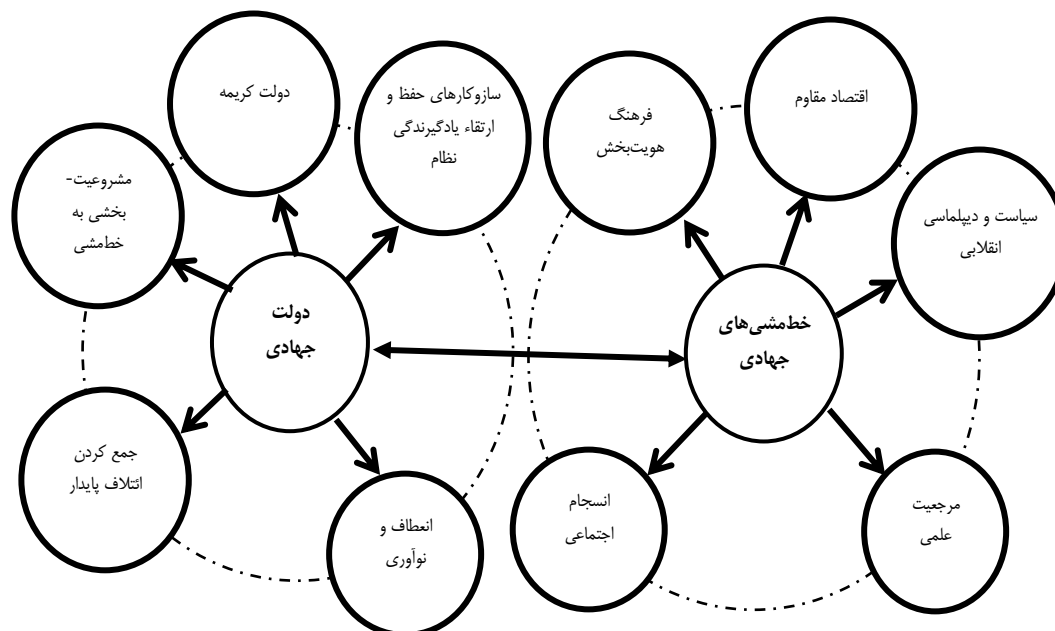 اقتصاد مقاوم
فرهنگ
هویت‌بخش
سیاست و دیپلماسی
انقلابی
خط‌مشی‌های
جهادی
مرجعیت
علمی
انسجام
اجتماعی
سازوکارهای حفظ و
ارتقاء یادگیرندگی
نظام
دولت کریمه
مشروعیت-
بخشی به
خط‌مشی
دولت
جهادی
جمع کردن
ائتلاف پایدار
انعطاف و
نوآوری